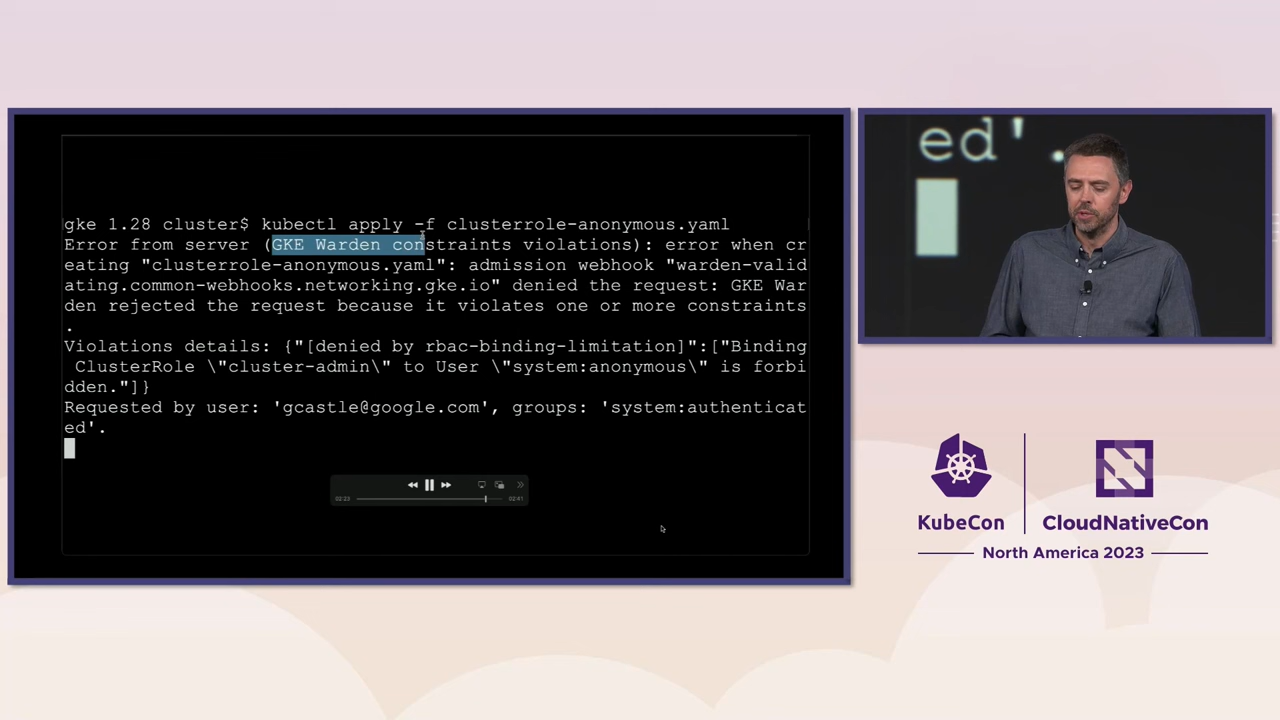 gke 1.28 cluster$ kubectl apply -f clusterrole-anonymous.yaml
Error from server (GKE Warden constraints violations): error when cr
eating "clusterrole-anonymous.yaml": admission webhook "warden-valid
ating.common-webhooks.networking.gke.io" denied the request: GKE War
den rejected the request because it violates one or more constraints
.
Violations details: {"[denied by rbac-binding-limitation]":["Binding
 ClusterRole \"cluster-admin\" to User \"system:anonymous\" is forbi
dden."]}
Requested by user: 'gcastle@google.com', groups: 'system:authenticat
ed'.
02:23
02:41
ed'.
KubeCon
CloudNativeCon
North America 2023